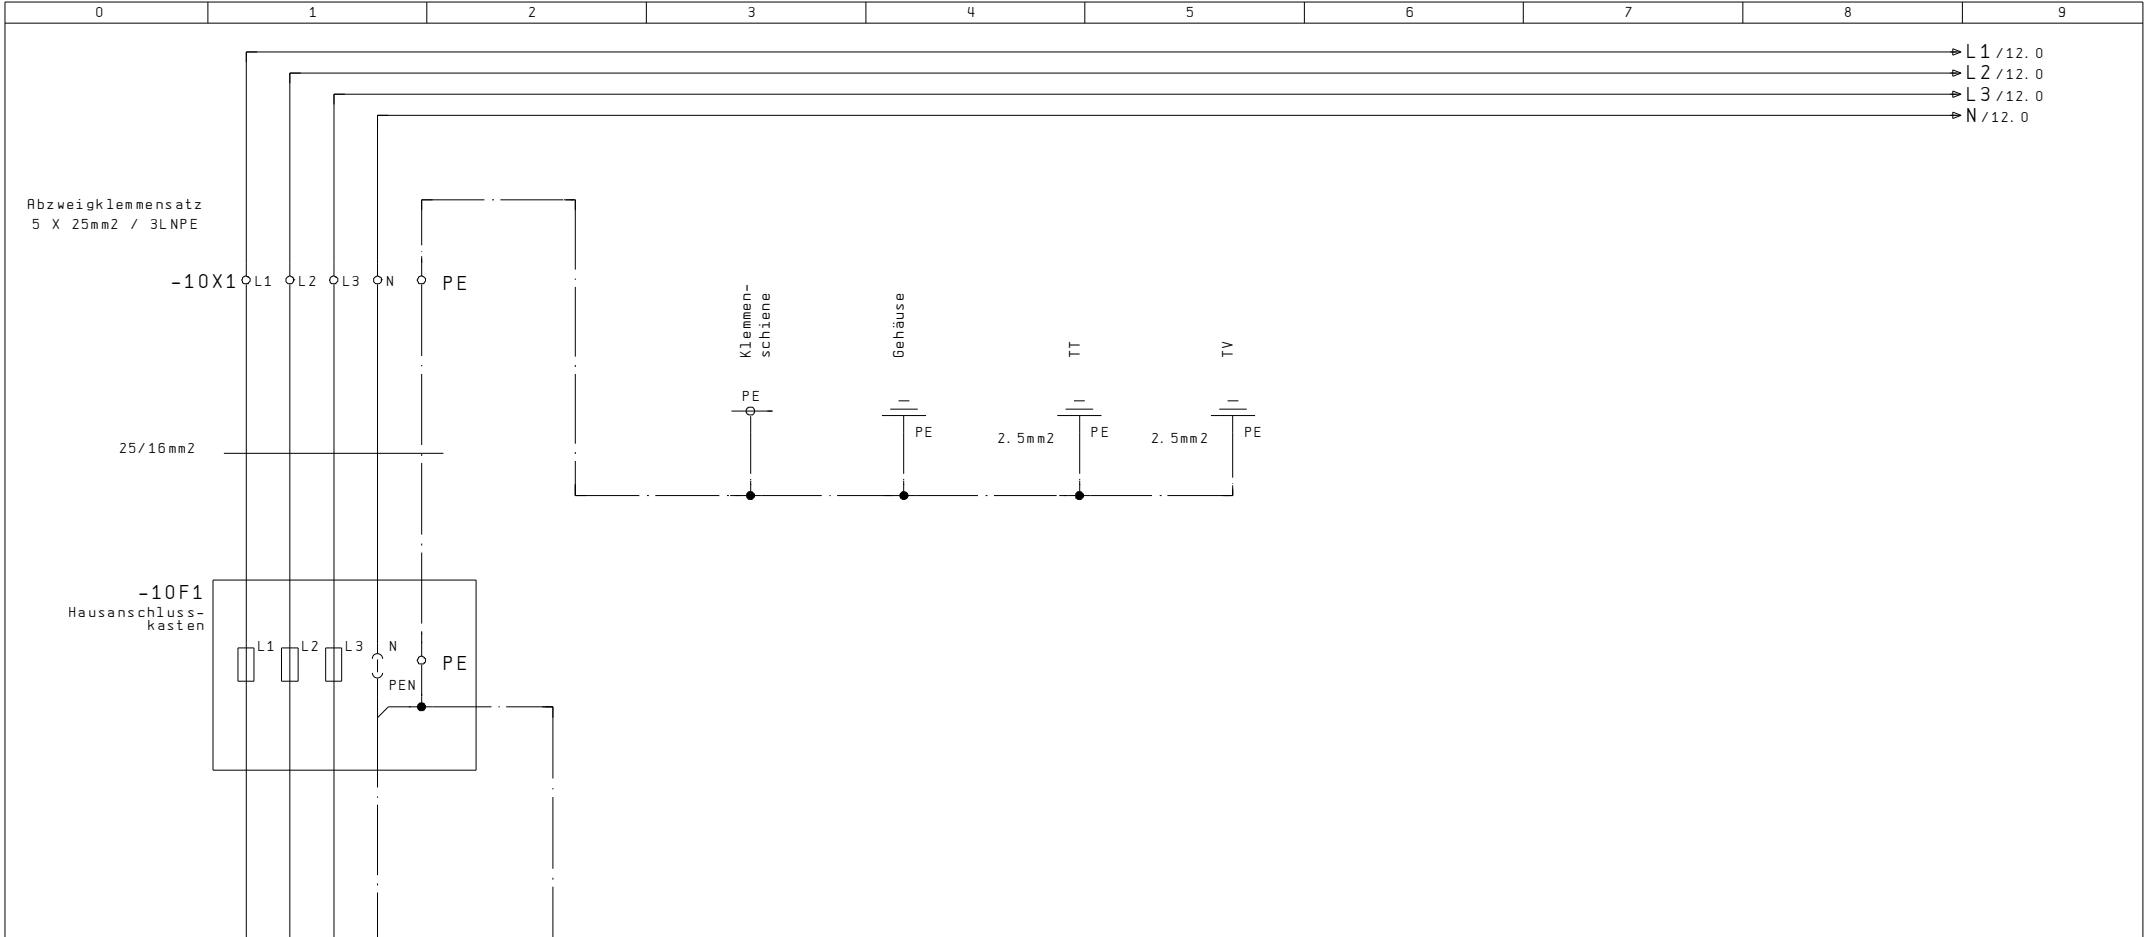 0 1 2 3 4 5 6 7 8 9
L1 /12. 0
L2 /12. 0
L3 /12. 0
N /12. 0
Abzweigklemmensatz
5 X 25mm2 / 3LNPE
-10X1 L1 L2 L3 N PE
Klemmen-
schiene
Gehäuse
TT
TV
PE
PE
2. 5mm2 PE
2. 5mm2 PE
25/16mm2
-10F1
Hausanschluss-
kasten
L1 L2 L3 N
PE
PEN